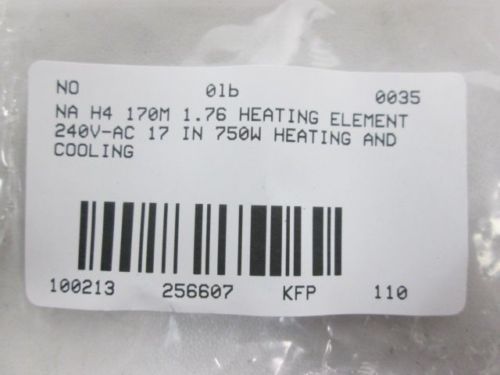 NO 01b 0035
NA H4 170M 1.76 HEATING ELEMENT
240V-AC 17 IN 750W HEATING AND
COOLING
100213 256607 KFP 110